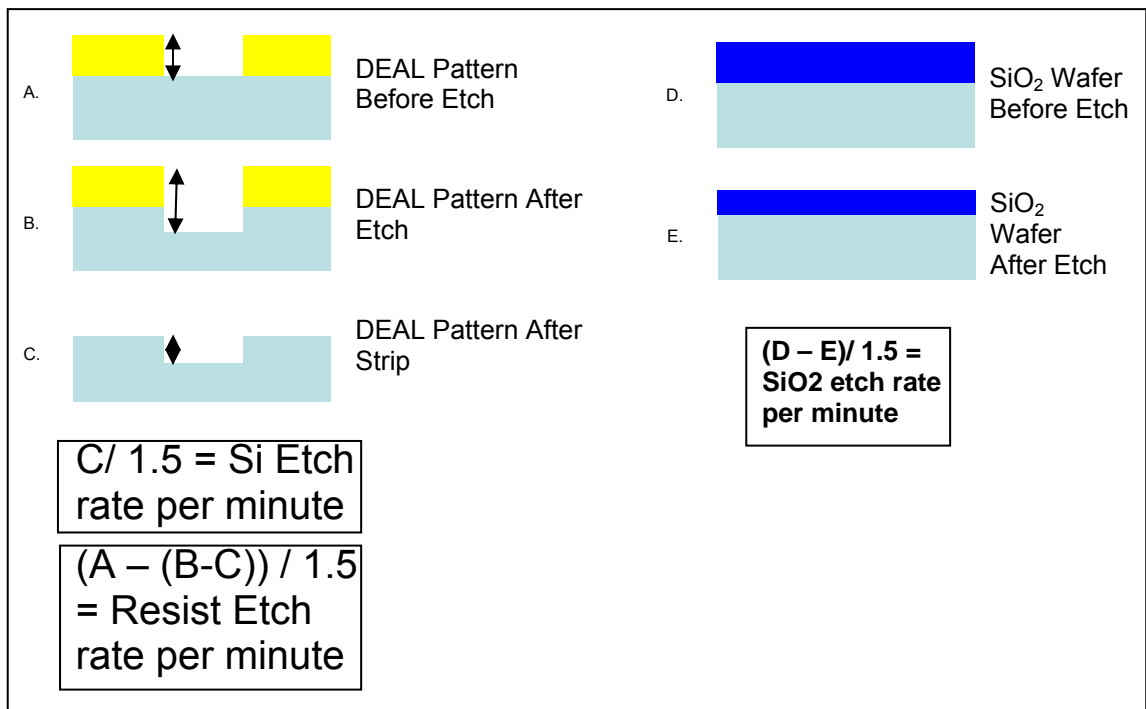 A.
DEAL Pattern
Before Etch
B.
DEAL Pattern After
Etch
C.
DEAL Pattern After
Strip
C/ 1.5 = Si Etch
rate per minute
(A – (B-C)) / 1.5
= Resist Etch
rate per minute
D.
SiO₂ Wafer
Before Etch
E.
SiO₂
Wafer
After Etch
(D – E)/ 1.5 =
SiO2 etch rate
per minute